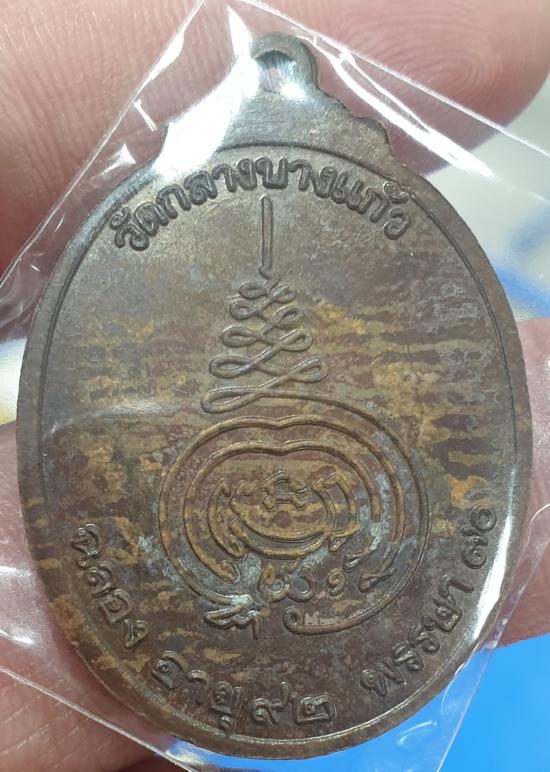 วัดกลางบางแก้ว
ฉลอง อายุ ๙๒ พรรษา ๗๐